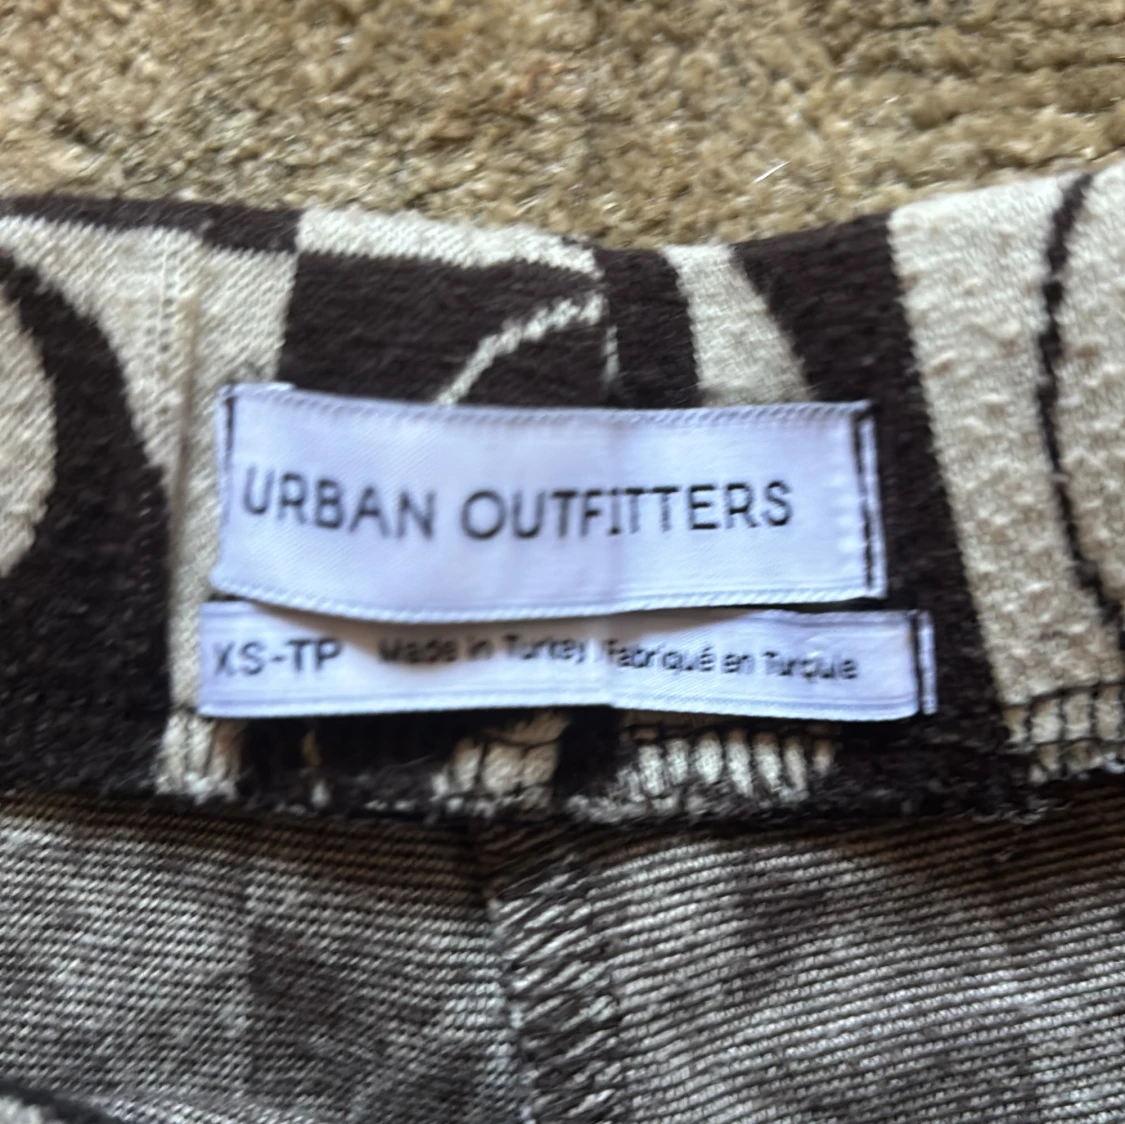 URBAN OUTFITTERS
XS-TP Made in Turkey Fabriqué en Turquie